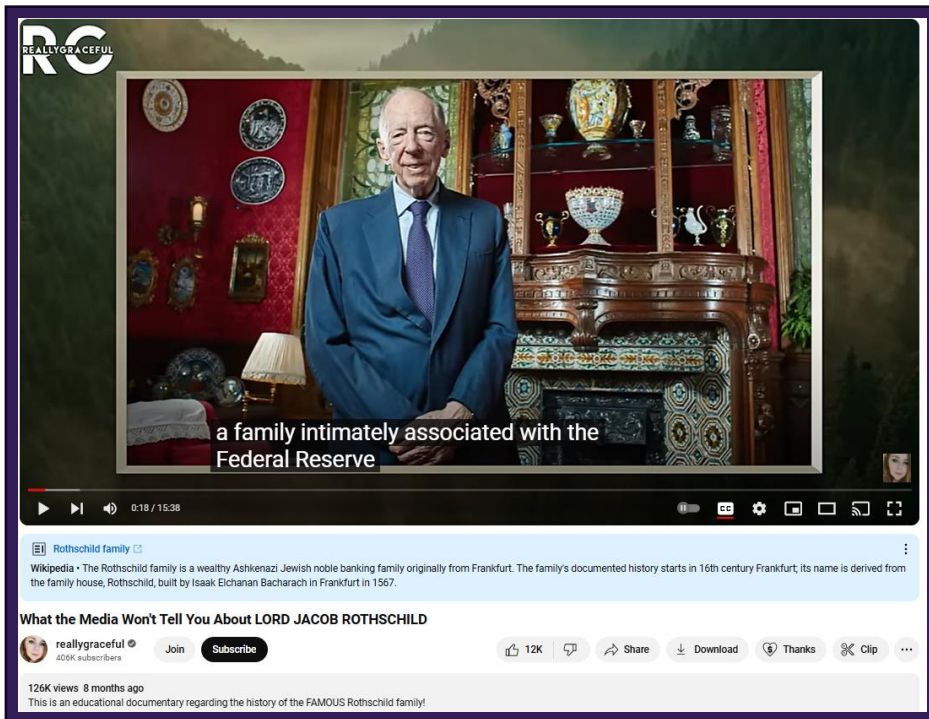 REALLYGRACEFUL
RG
a family intimately associated with the
Federal Reserve
0:18 / 15:38
CC
Rothschild family
Wikipedia • The Rothschild family is a wealthy Ashkenazi Jewish noble banking family originally from Frankfurt. The family's documented history starts in 16th century Frankfurt; its name is derived from
the family house, Rothschild, built by Isaak Elchanan Bacharach in Frankfurt in 1567.
What the Media Won't Tell You About LORD JACOB ROTHSCHILD
reallygraceful
406K subscribers
Join
Subscribe
12K
Share
Download
Thanks
Clip
126K views 8 months ago
This is an educational documentary regarding the history of the FAMOUS Rothschild family!